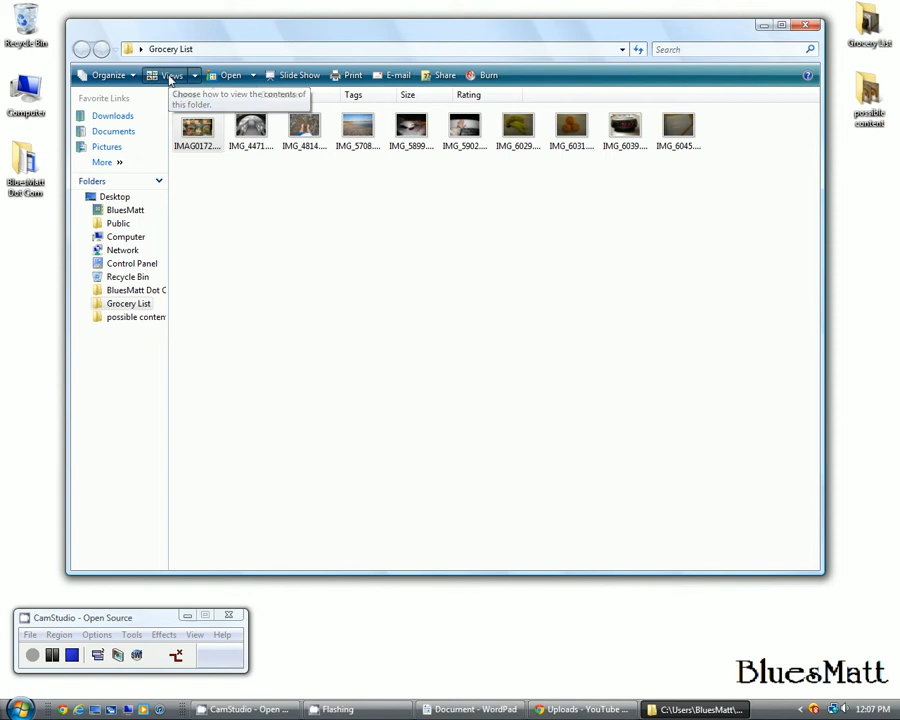 Recycle Bin
Computer
BluesMatt
Dot Com
Grocery List
possible
content
Grocery List
Search
Organize
Views
Open
Slide Show
Print
E-mail
Share
Burn
Choose how to view the contents of
this folder.
Tags
Size
Rating
Favorite Links
Downloads
Documents
Pictures
More »
Folders
Desktop
BluesMatt
Public
Computer
Network
Control Panel
Recycle Bin
BluesMatt Dot C
Grocery List
possible conten
IMAG0172....
IMG_4471....
IMG_4814....
IMG_5708....
IMG_5899....
IMG_5902....
IMG_6029....
IMG_6031....
IMG_6039....
IMG_6045....
CamStudio - Open Source
File Region Options Tools Effects View Help
BluesMatt
CamStudio - Open ...
Flashing
Document - WordPad
Uploads - YouTube ...
C:\Users\BluesMatt\...
12:07 PM